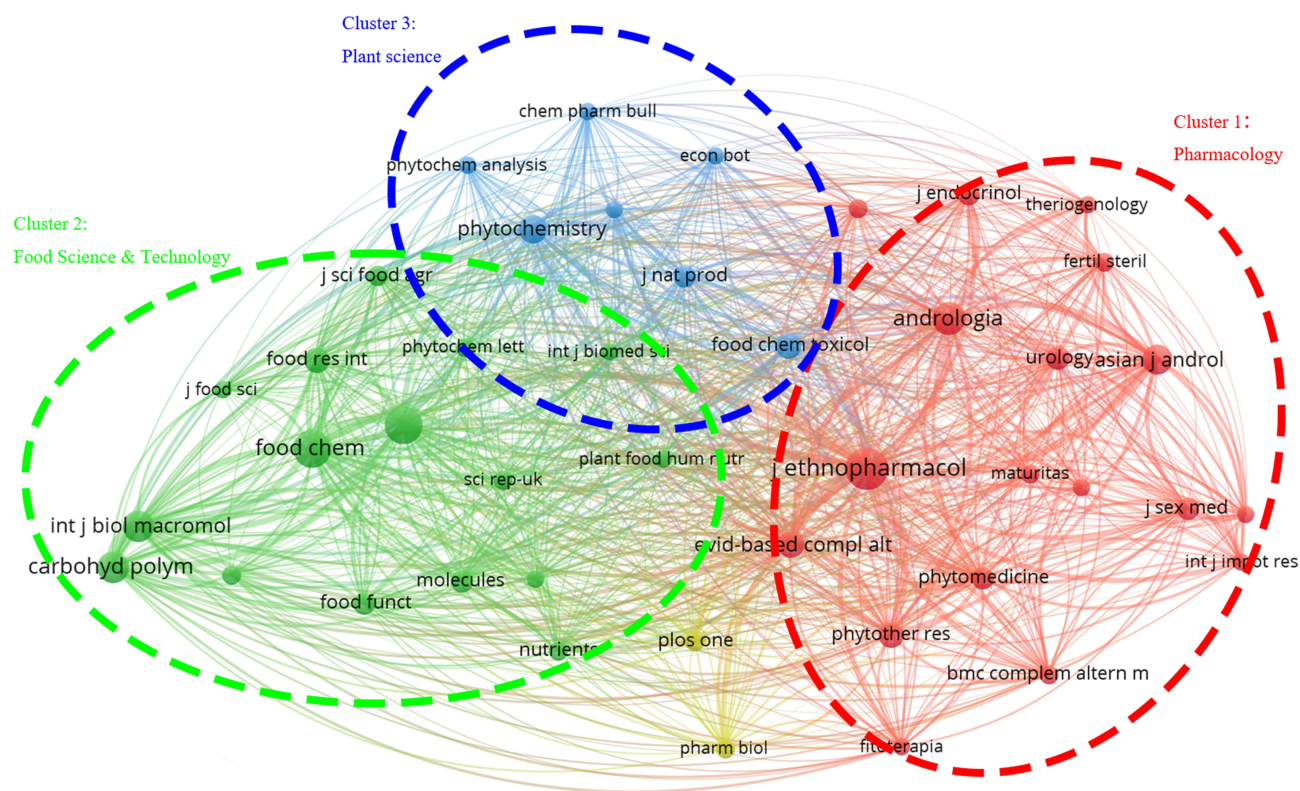 Cluster 3:
Plant science
chem pharm bull
Cluster 1:
Pharmacology
econ bot
phytochem analysis
j endocrinol
theriogenology
Cluster 2:
Food Science & Technology
phytochemistry
fertil steril
j sci food agr
j nat prod
andrologia
phytochem lett
int j biomed sci
food chem toxicol
food res int
urology
asian j androl
j food sci
food chem
plant food hum nutr
j ethnopharmacol
maturitas
sci rep-uk
j sex med
int j biol macromol
evid-based compl alt
int j impot res
carbohyd polym
molecules
phytomedicine
food funct
phytother res
plos one
nutrients
bmc complem altern m
pharm biol
fitoterapia